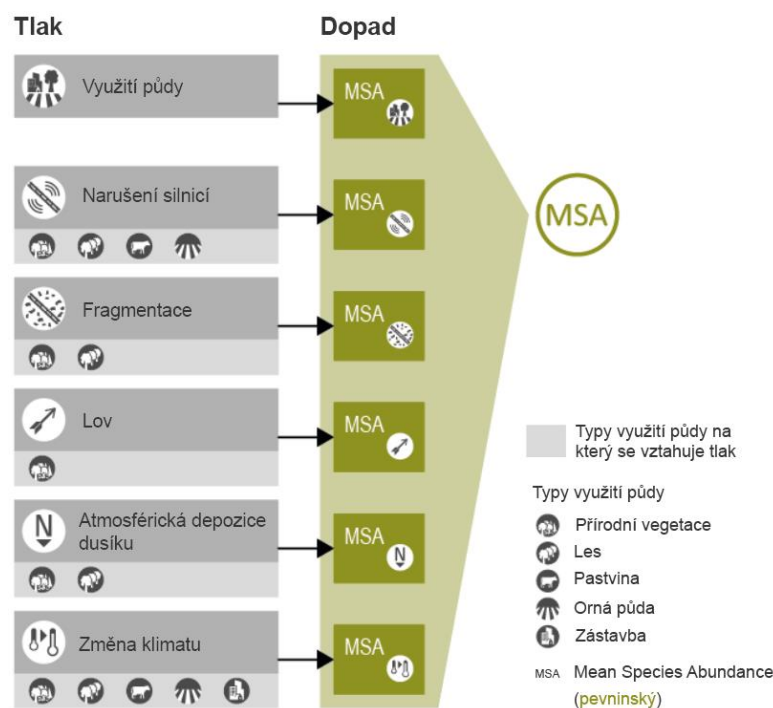 Tlak
Dopad
Využití půdy
MSA
Narušení silnicí
MSA
MSA
Fragmentace
MSA
Lov
MSA
Typy využití půdy na
který se vztahuje tlak
Typy využití půdy
Přírodní vegetace
Les
Pastvina
Orná půda
Zástavba
MSA Mean Species Abundance
(pevninský)
Atmosférická depozice
dusíku
N
MSA
N
Změna klimatu
MSA